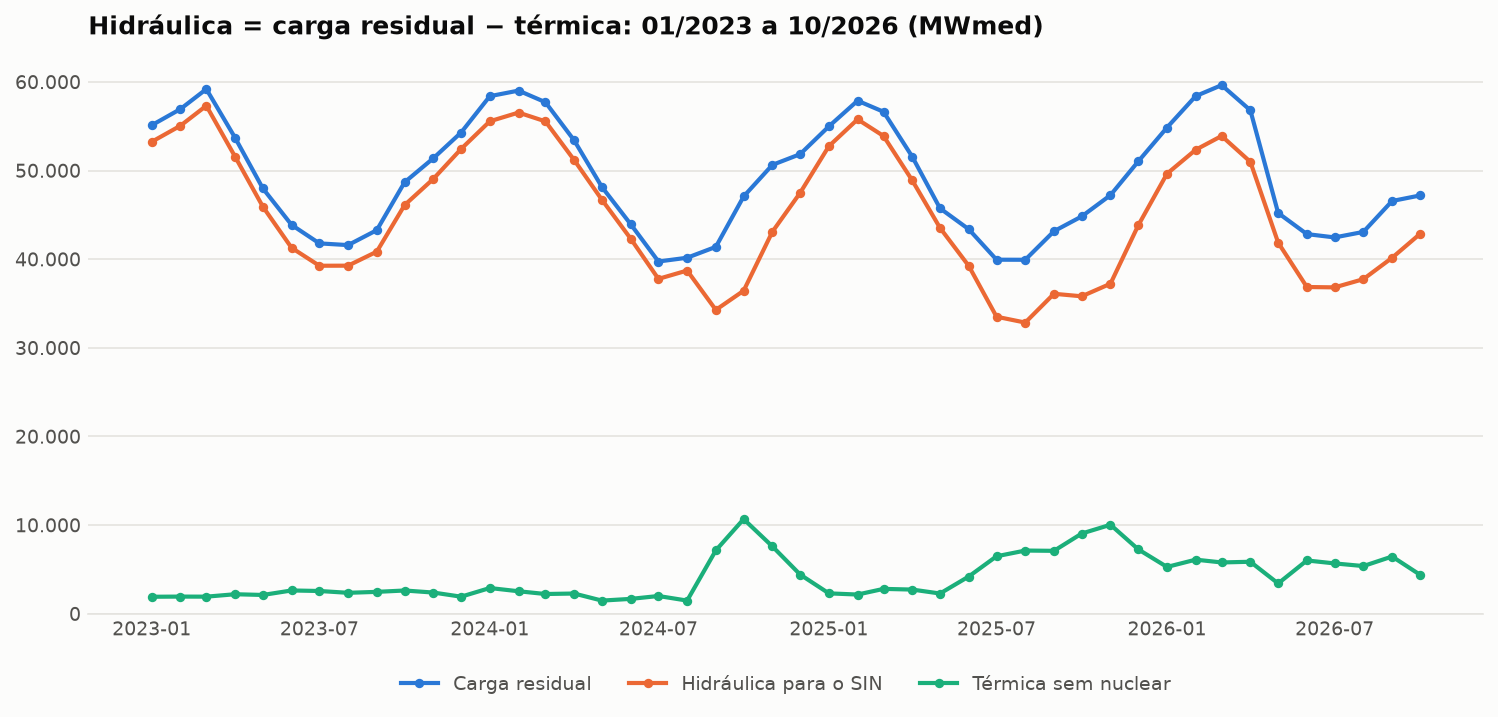 Hidráulica = carga residual − térmica: 01/2023 a 10/2026 (MWmed)
60.000
50.000
40.000
30.000
20.000
10.000
0
2023-01 2023-07 2024-01 2024-07 2025-01 2025-07 2026-01 2026-07
Carga residual Hidráulica para o SIN Térmica sem nuclear